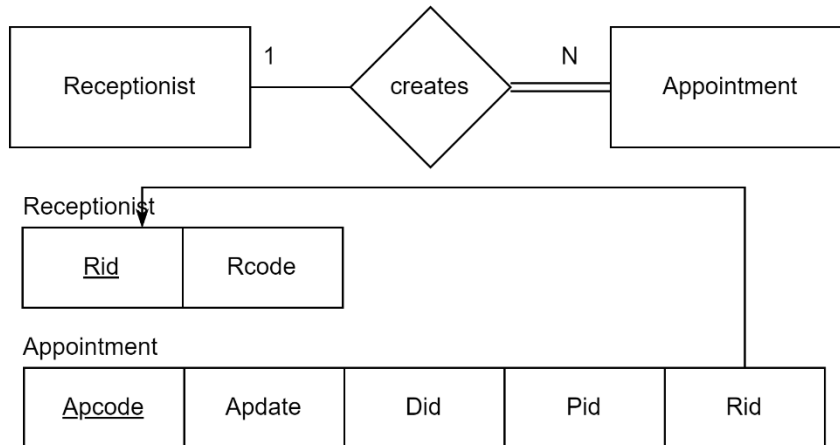 1 N
Receptionist creates Appointment
Receptionist
Rid Rcode
Appointment
Apcode Apdate Did Pid Rid